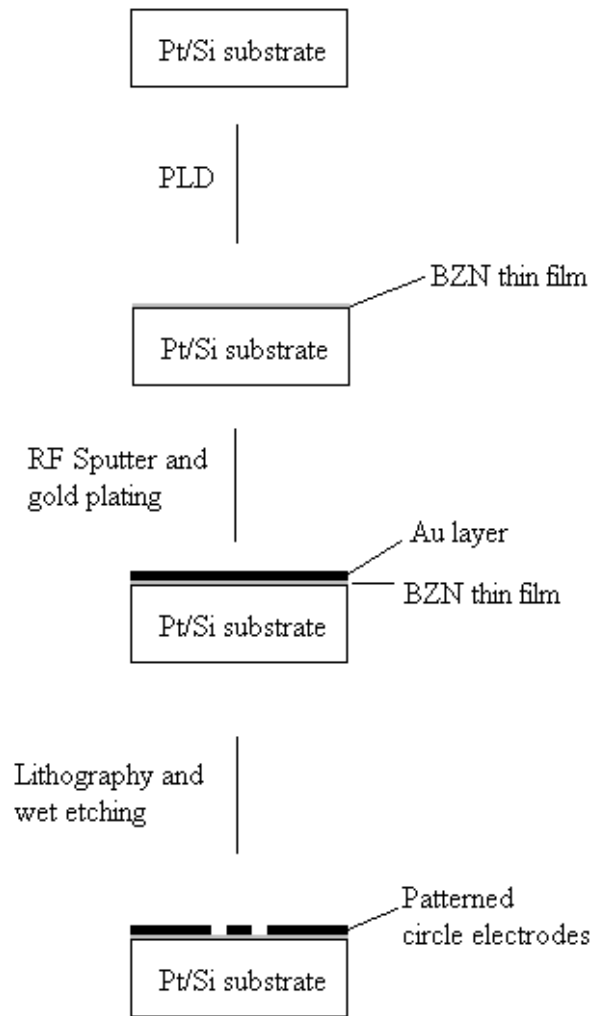 Pt/Si substrate
PLD
BZN thin film
Pt/Si substrate
RF Sputter and
gold plating
Au layer
BZN thin film
Pt/Si substrate
Lithography and
wet etching
Patterned
circle electrodes
Pt/Si substrate